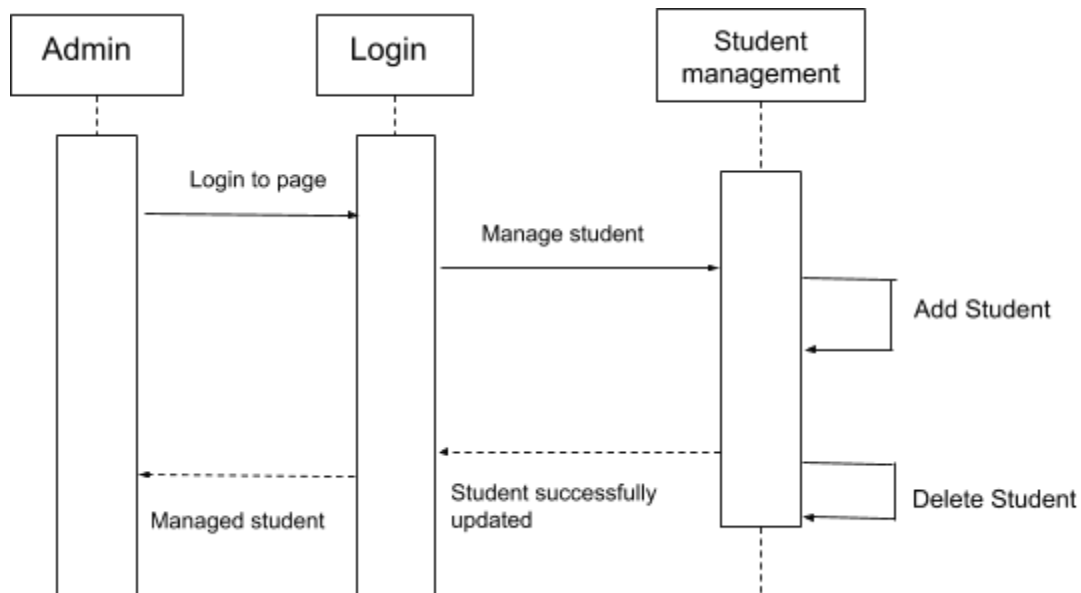 Admin
Login
Student
management
Login to page
Manage student
Add Student
Student successfully
updated
Managed student
Delete Student